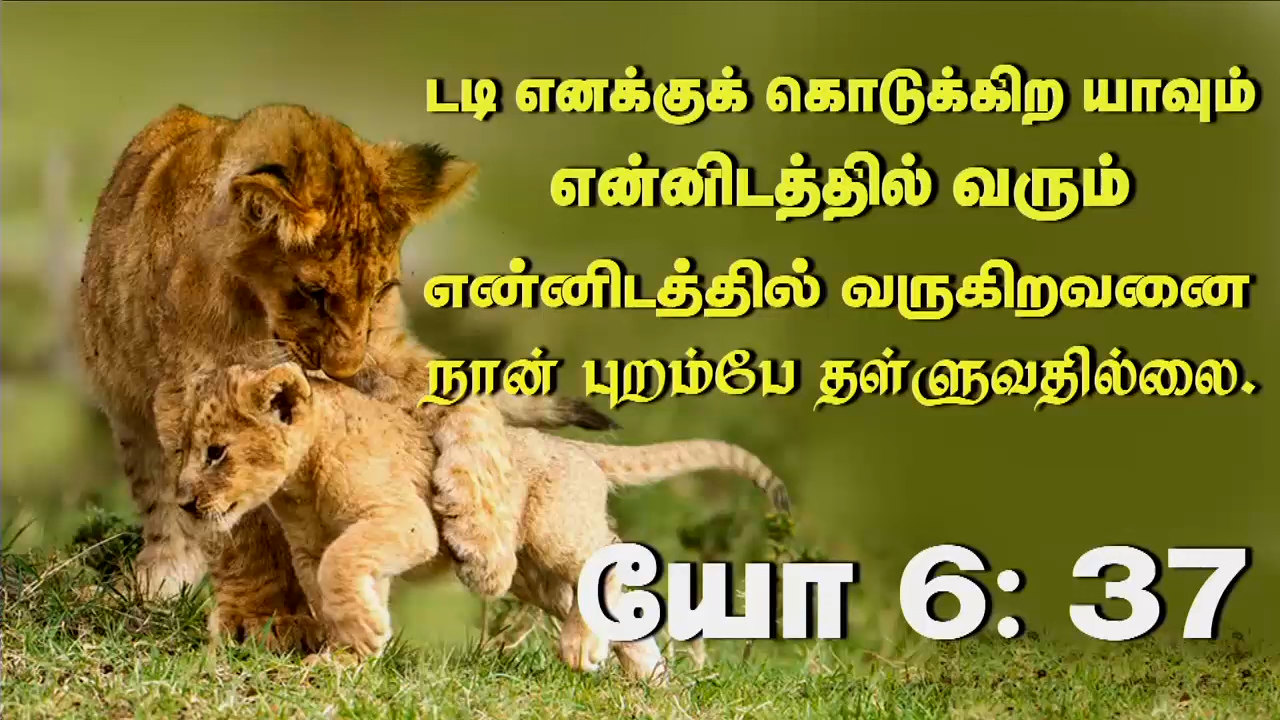 டடி எனக்குக் கொடுக்கிற யாவும்
என்னிடத்தில் வரும்
என்னிடத்தில் வருகிறவனை
நான் புறம்பே தள்ளுவதில்லை.
யோ 6: 37